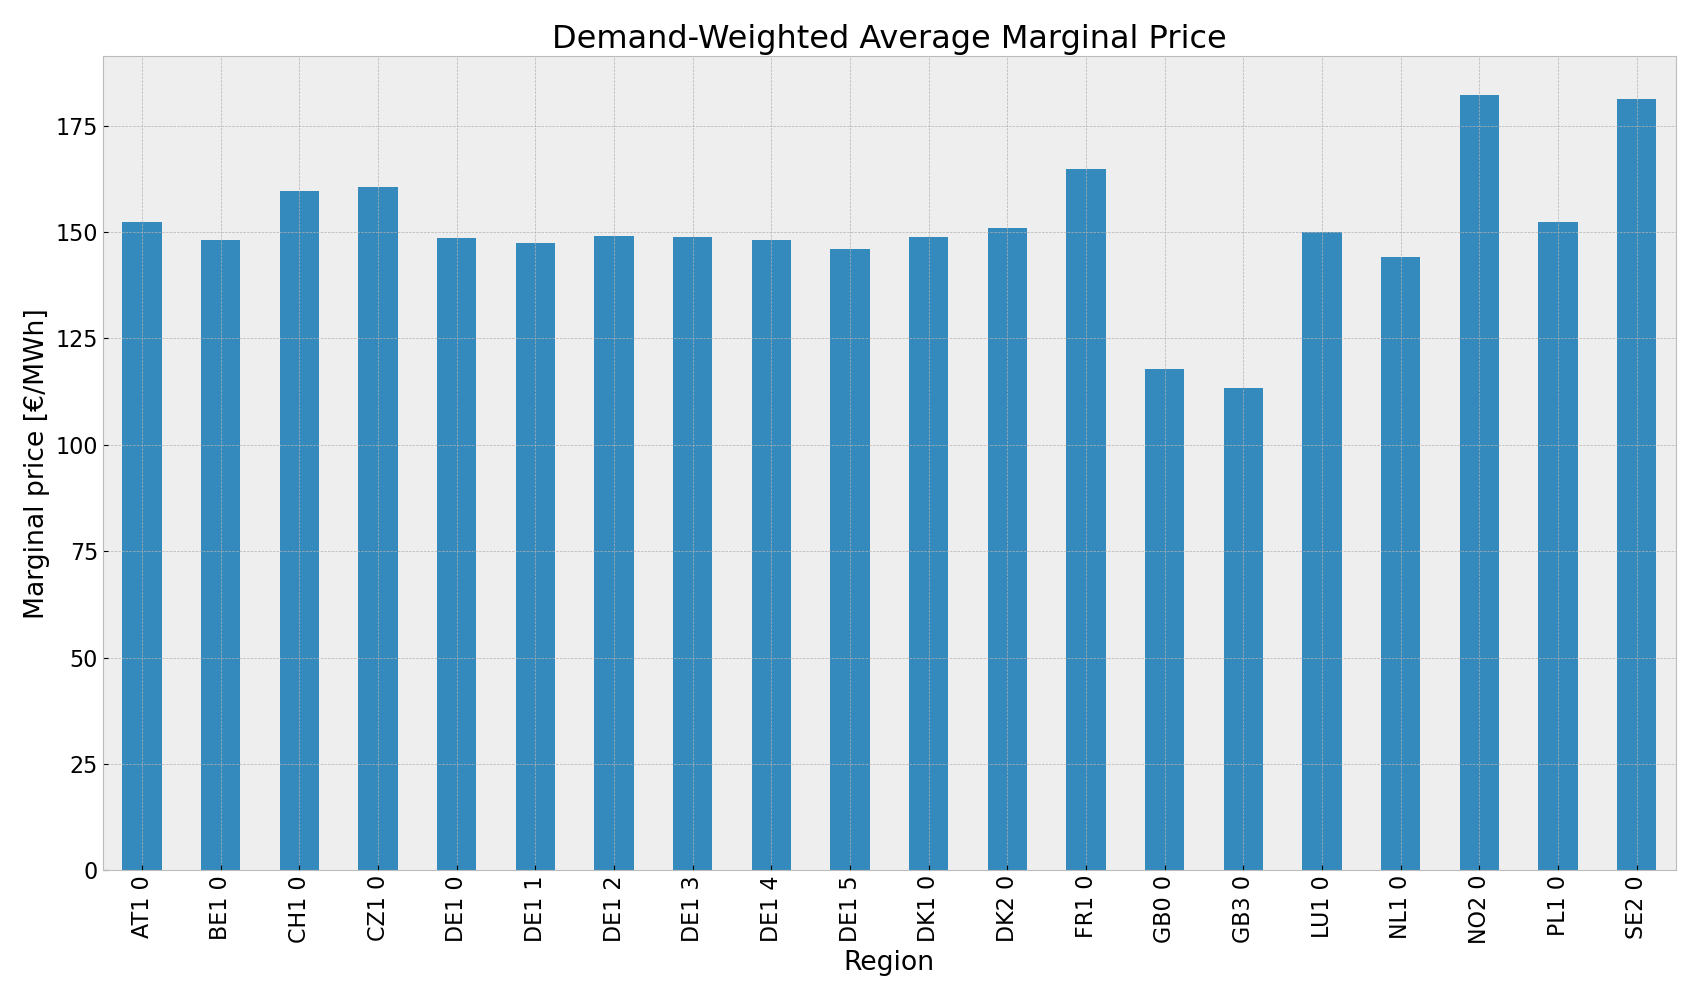 Demand-Weighted Average Marginal Price
Marginal price [€/MWh]
175
150
125
100
75
50
25
0
AT1 0
BE1 0
CH1 0
CZ1 0
DE1 0
DE1 1
DE1 2
DE1 3
DE1 4
DE1 5
DK1 0
DK2 0
FR1 0
GB0 0
GB3 0
LU1 0
NL1 0
NO2 0
PL1 0
SE2 0
Region